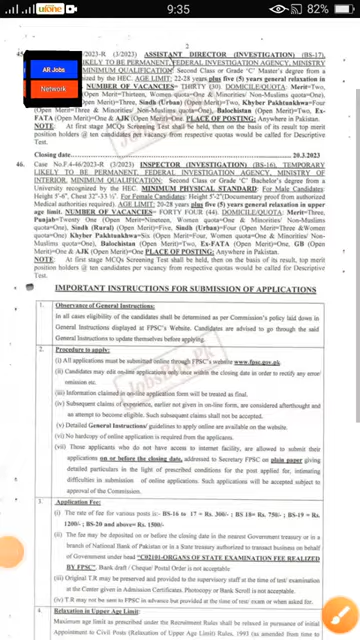 ufone
9:35
81%
2
45. -2023-R (3/2023) ASSISTANT DIRECTOR (INVESTIGATION) (BS-17),
LIKELY TO BE PERMANENT, FEDERAL INVESTIGATION AGENCY, MINISTRY
MINIMUM QUALIFICATION: Second Class or Grade 'C' Master's degree from a
recognized by the HEC. AGE LIMIT: 22-28 years plus five (5) years general relaxation in
NUMBER OF VACANCIES= THIRTY (30) DOMICILE/QUOTA: Merit=Two,
(Open Merit=Thirteen, Women quota=One & Minorities/Non-Muslims quota=One),
Merit=Three, Sindh (Urban)=Two (Open Merit=Two), Khyber Pakhtunkhwa=Four
(Open Merit=Three & Women quota=One), Balochistan (Open Merit)=Two, Ex-
FATA (Open Merit)=One & AJK (Open Merit)=One PLACE OF POSTING: Anywhere in Pakistan.
NOTE: At first stage MCQs Screening Test shall be held, then on the basis of its result top merit
position holders @ ten candidates per vacancy from respective quotas would be called for Descriptive
Test.
AR Jobs
Network
Closing date 20.3.2023
46. Case No.F.4-46/2023-R (3/2023) INSPECTOR (INVESTIGATION) (BS-16), TEMPORARY
LIKELY TO BE PERMANENT, FEDERAL INVESTIGATION AGENCY, MINISTRY OF
INTERIOR. MINIMUM QUALIFICATION: Second Class or Grade 'C' Bachelor's degree from a
University recognized by the HEC. MINIMUM PHYSICAL STANDARD: For Male Candidates:
Height 5'-6", Chest 32"-33 ½". For Female Candidates: Height 5'-2"(Documentary proof from authorized
Medical authorities required). AGE LIMIT: 20-28 years plus five (5) years general relaxation in upper
age limit. NUMBER OF VACANCIES= FORTY FOUR (44). DOMICILE/QUOTA: Merit=Three,
Punjab=Twenty One (Open Merit=Nineteen, Women quota=One & Minorities/Non-Muslims
quota=One), Sindh (Rural) (Open Merit)=Five, Sindh (Urban)=Four (Open Merit=Three &Women
quota=One) Khyber Pakhtunkhwa=Six (Open Merit=Four, Women quota=One & Minorities/Non-
Muslims quota=One), Balochistan (Open Merit)=Two, Ex-FATA (Open Merit)=One, GB (Open
Merit)=One & AJK (Open Merit)=One PLACE OF POSTING: Anywhere in Pakistan.
NOTE: At first stage MCQs Screening Test shall be held, then on the basis of its result top merit
position holders @ ten candidates per vacancy from respective quotas would be called for Descriptive
Test.
IMPORTANT INSTRUCTIONS FOR SUBMISSION OF APPLICATIONS
1. Observance of General Instructions:
In all cases eligibility of the candidates shall be determined as per Commission's policy laid down in
General Instructions displayed at FPSC's Website. Candidates are advised to go through the said
General Instructions to update themselves before applying.
2. Procedure to apply:
(i) All applications must be submitted online through FPSC's website www.fpsc.gov.pk.
(ii) Candidates may edit on-line applications only once within the closing date in order to rectify any error/
omission etc.
(iii) Information claimed in on-line application form will be treated as final.
(iv) Subsequent claims of experience, earlier not given in on-line form, are considered afterthought and
an attempt to become eligible. Such subsequent claims shall not be accepted.
(v) Detailed General Instructions/ guidelines to apply online are available on the website.
(vi) No hardcopy of online application is required from the applicants.
(vii) Those applicants who do not have access to internet facility, are allowed to submit their
applications on or before the closing date, addressed to Secretary FPSC on plain paper giving
detailed particulars in the light of prescribed conditions for the post applied for, intimating
difficulties in submission of online applications. Such applications will be accepted subject to
approval of the Commission.
3. Application Fee:
(i) The rate of fee for various posts is:- BS-16 to 17 = Rs. 300/-, BS 18= Rs. 750/-, BS-19 = Rs.
1200/- BS-20 and above= Rs. 1500/-
(ii) The fee may be deposited on or before the closing date in the nearest Government treasury or in a
branch of National Bank of Pakistan or in State treasury authorized to transact business on behalf
of Government under head "C02101-ORGANS OF STATE EXAMINATION FEE REALIZED
BY FPSC". Bank draft / Cheque/ Postal Order is not acceptable
(iii) Original T.R may be preserved and provided to the supervisory staff at the time of test/ examination
at the Center given in Admission Certificates. Photocopy or Bank Scroll is not acceptable.
(iv) T.R may not be sent to FPSC in advance but provided at the time of test/ exam or when asked for.
4. Relaxation in Upper Age Limit:
Maximum age limit as prescribed under the Recruitment Rules shall be relaxed in pursuance of initial
Appointment to Civil Posts (Relaxation of Upper Age Limit) Rules, 1993 (as amended from time to